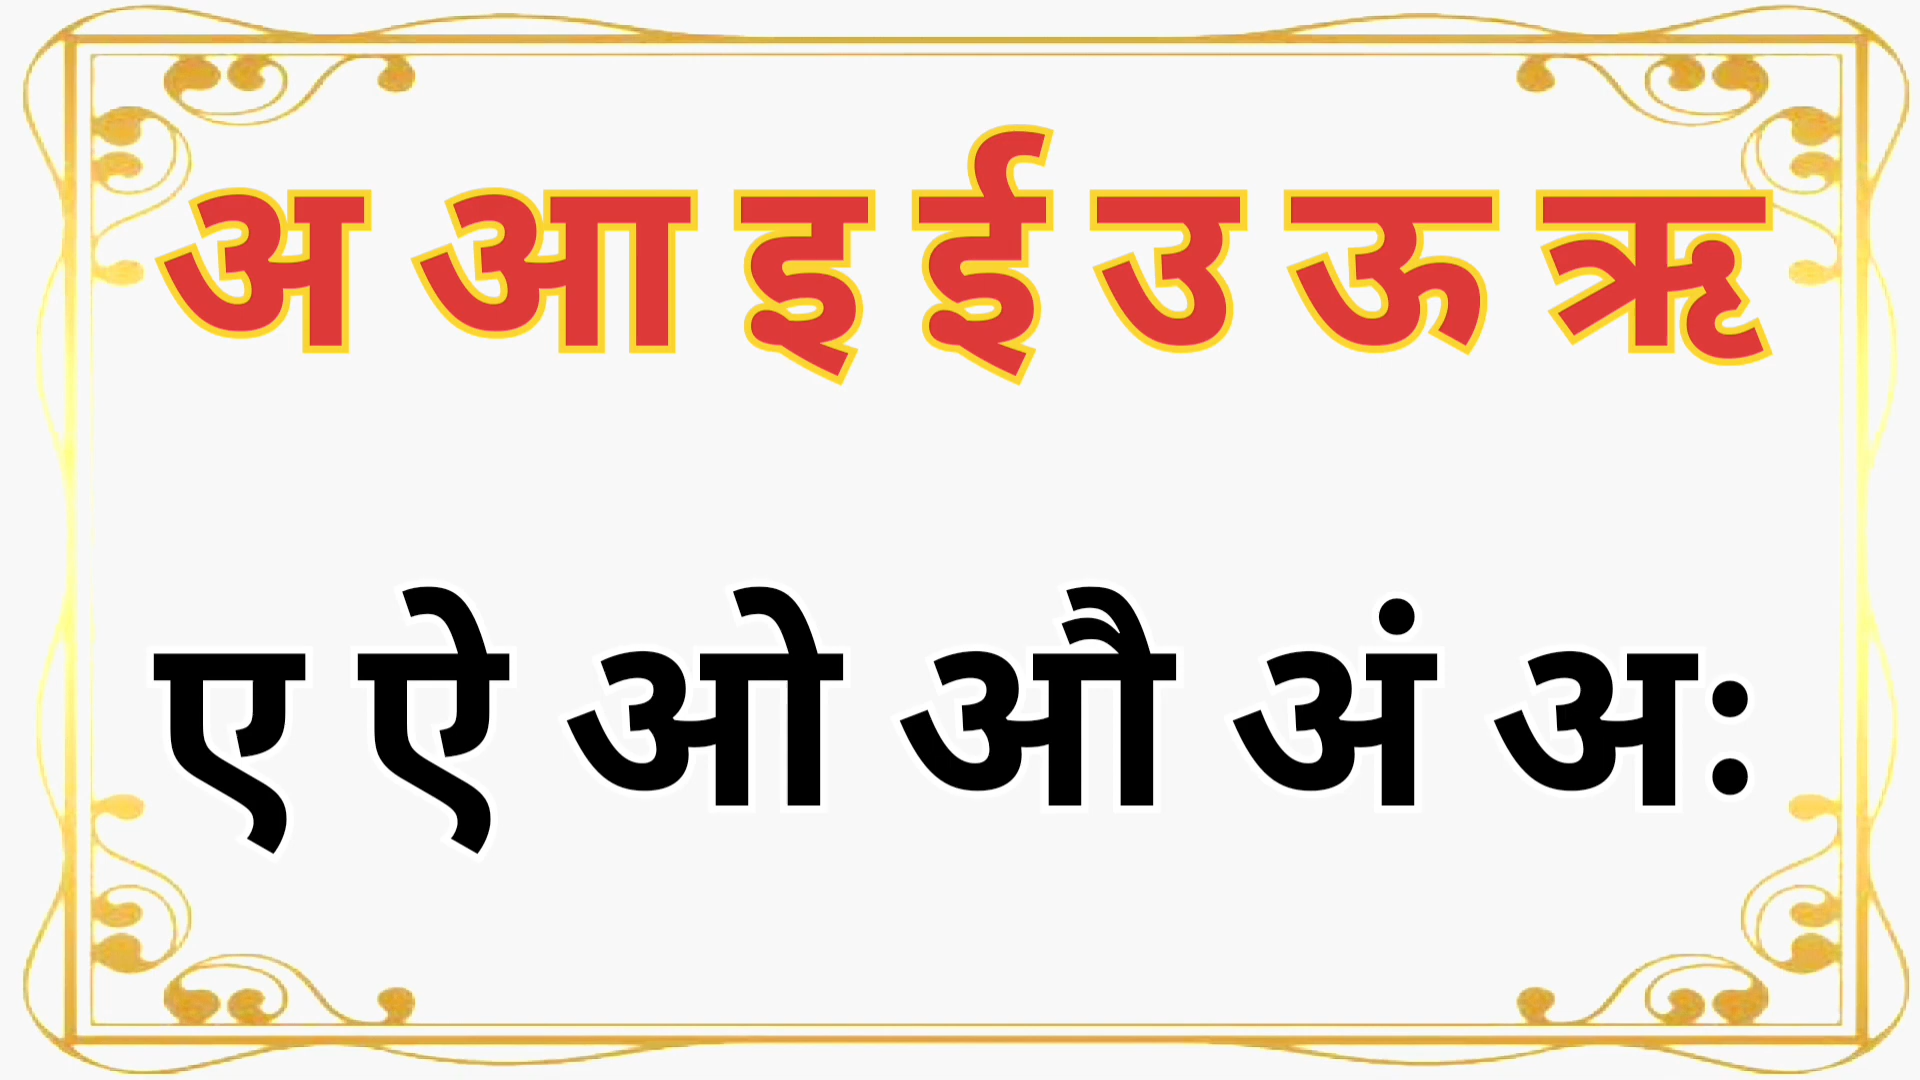 अ आ इ ई उ ऊ ऋ
ए ऐ ओ औ अं अः